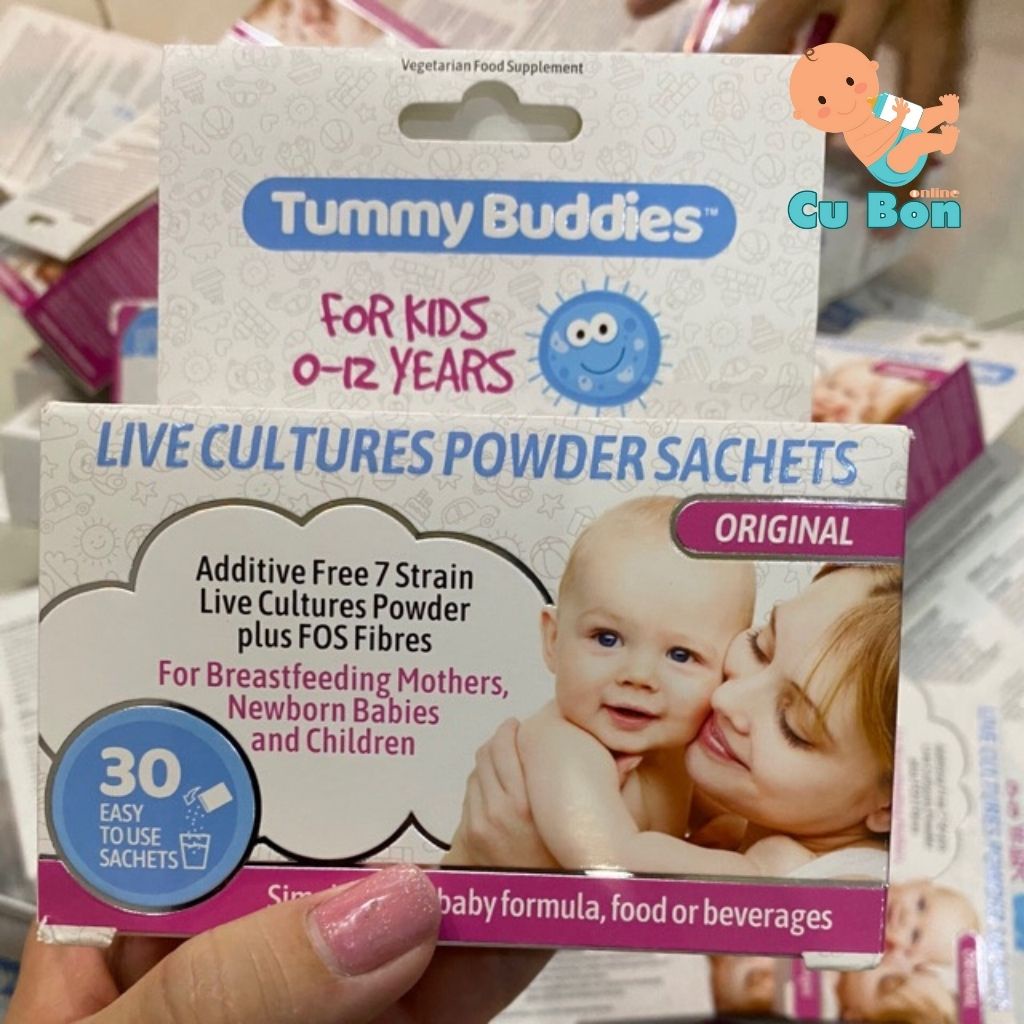 Vegetarian Food Supplement
Tummy Buddies™
FOR KIDS
0-12 YEARS
online
Cu Bon
LIVE CULTURES POWDER SACHETS
ORIGINAL
Additive Free 7 Strain
Live Cultures Powder
plus FOS Fibres
For Breastfeeding Mothers,
Newborn Babies
and Children
30
EASY
TO USE
SACHETS
baby formula, food or beverages